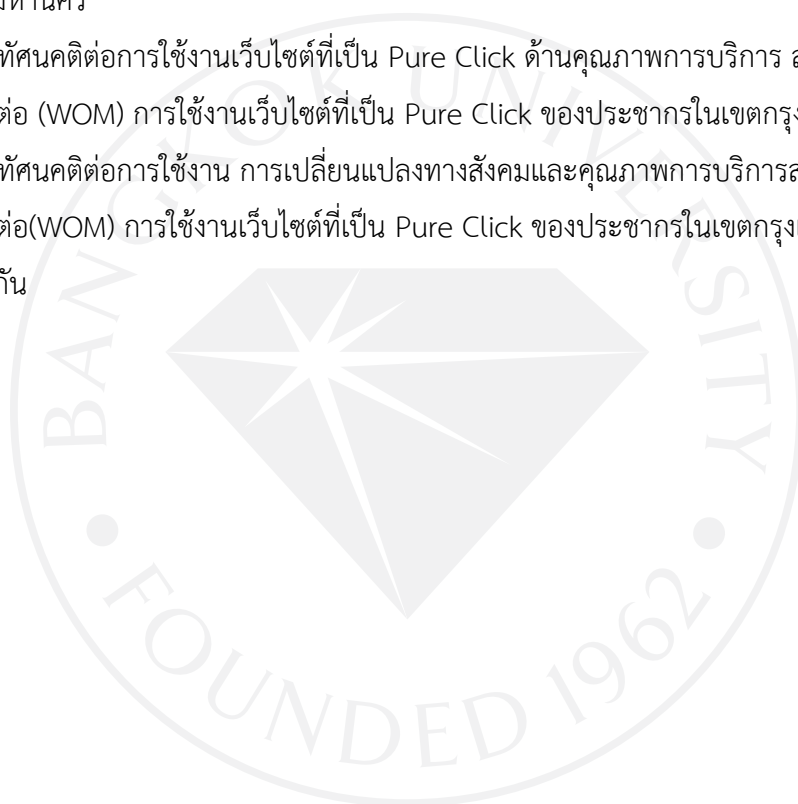 ทัศนคติต่อการใช้งานเว็บไซต์ที่เป็น Pure Click ด้านคุณภาพการบริการ
ต่อ (WOM) การใช้งานเว็บไซต์ที่เป็น Pure Click ของประชากรในเขตกรุง
ทัศนคติต่อการใช้งาน การเปลี่ยนแปลงทางสังคมและคุณภาพการบริการ
ต่อ(WOM) การใช้งานเว็บไซต์ที่เป็น Pure Click ของประชากรในเขตกรุง
กัน
BANGKOK UNIVERSITY
FOUNDED 1962